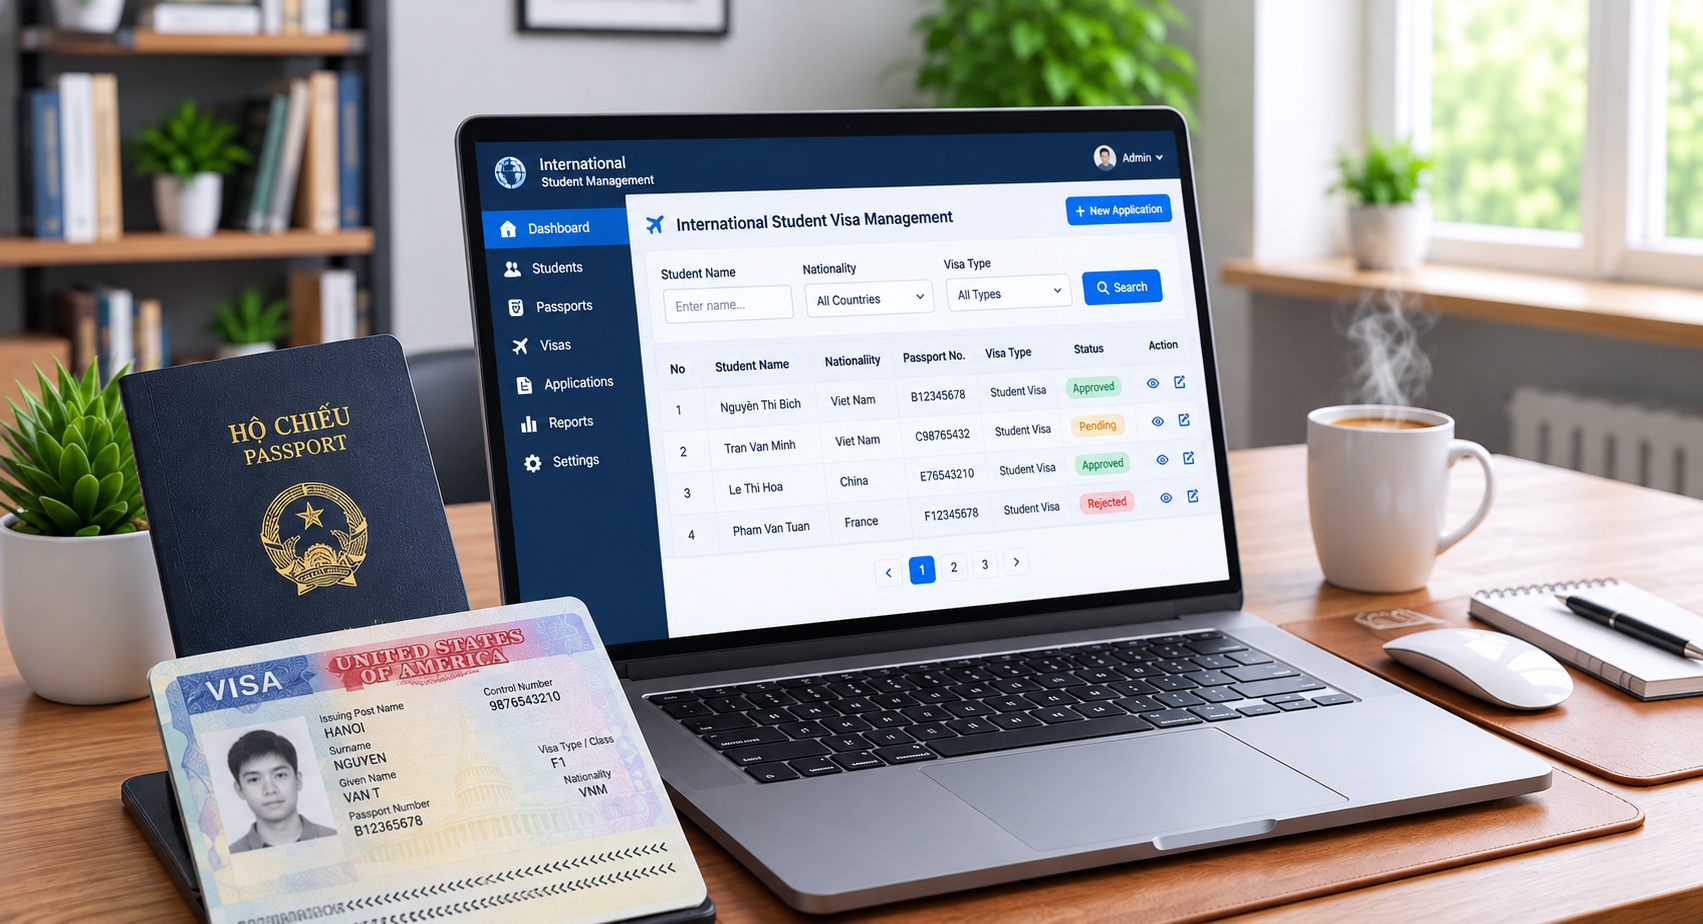 International
Student Management
Admin
Dashboard
Students
Passports
Visas
Applications
Reports
Settings
International Student Visa Management
+ New Application
Student Name
Nationality
Visa Type
Enter name...
All Countries
All Types
Search
No Student Name Nationaliity Passport No. Visa Type Status Action
1 Nguyên Thi Bich Viet Nam B12345678 Student Visa Approved
2 Tran Van Minh Viet Nam C98765432 Student Visa Pending
3 Le Thi Hoa China E76543210 Student Visa Approved
4 Pham Van Tuan France F12345678 Student Visa Rejected
1 2 3
HỘ CHIẾU
PASSPORT
VISA
UNITED STATES
OF AMERICA
Issuing Post Name
HANOI
Control Number
9876543210
Surname
NGUYEN
Given Name
VAN T
Visa Type / Class
F1
Passport Number
B12365678
Nationality
VNM